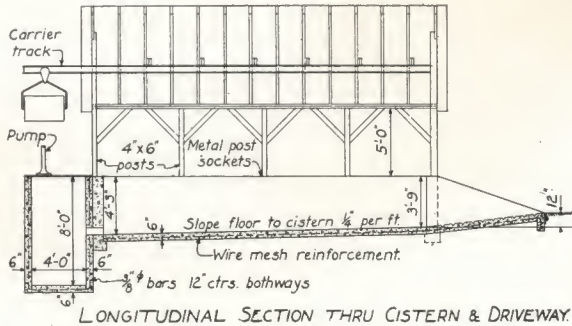 Carrier
track
Pump
4"x6"
posts
Metal post
sockets
5'-0"
12"
8'-0"
4'-3"
3'-9"
6"
Slope floor to cistern 1/4" per ft.
Wire mesh reinforcement.
6"
4'-0"
6"
3/8" ϕ bars 12" ctrs. bothways
6"
LONGITUDINAL SECTION THRU CISTERN & DRIVEWAY.